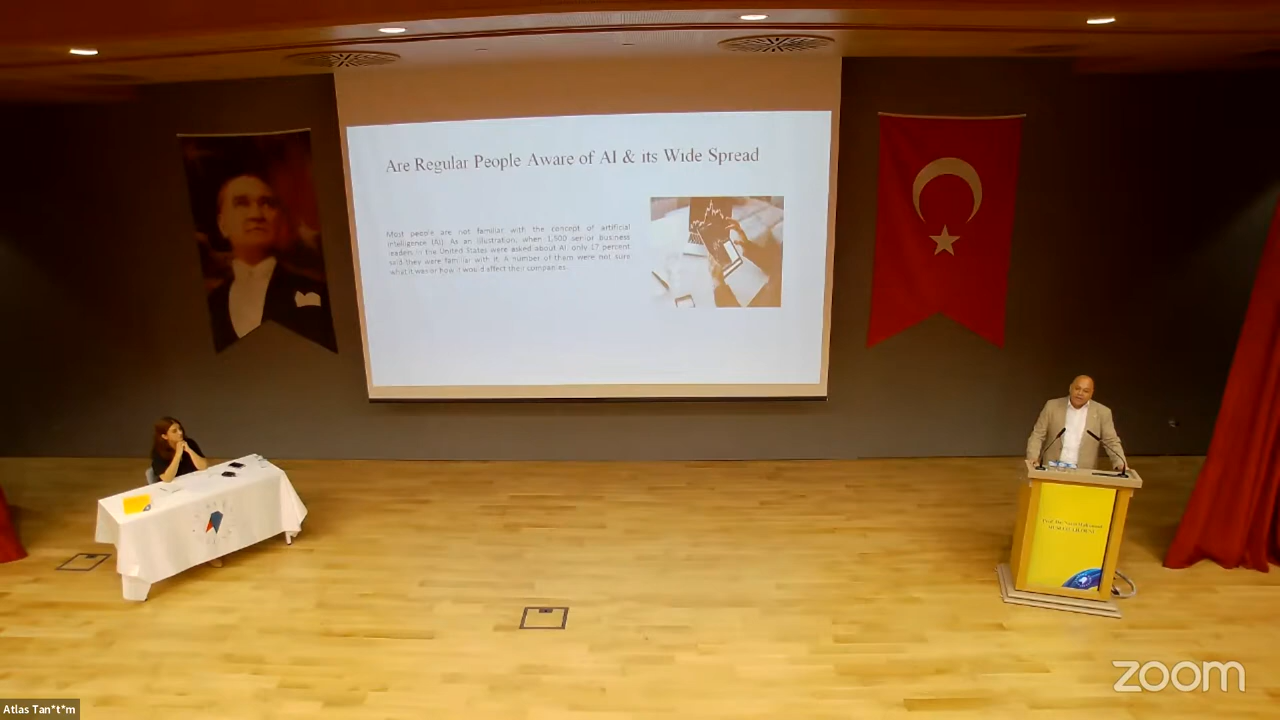 Are Regular People Aware of AI & its Wide Spread
Most people are not familiar with the concept of artificial
intelligence (AI). As an illustration, when 1,500 senior business
leaders in the United States were asked about AI, only 17 percent
said they were familiar with it. A number of them were not sure
what it was or how it would affect their companies.
zoom
Atlas Tan*t*m